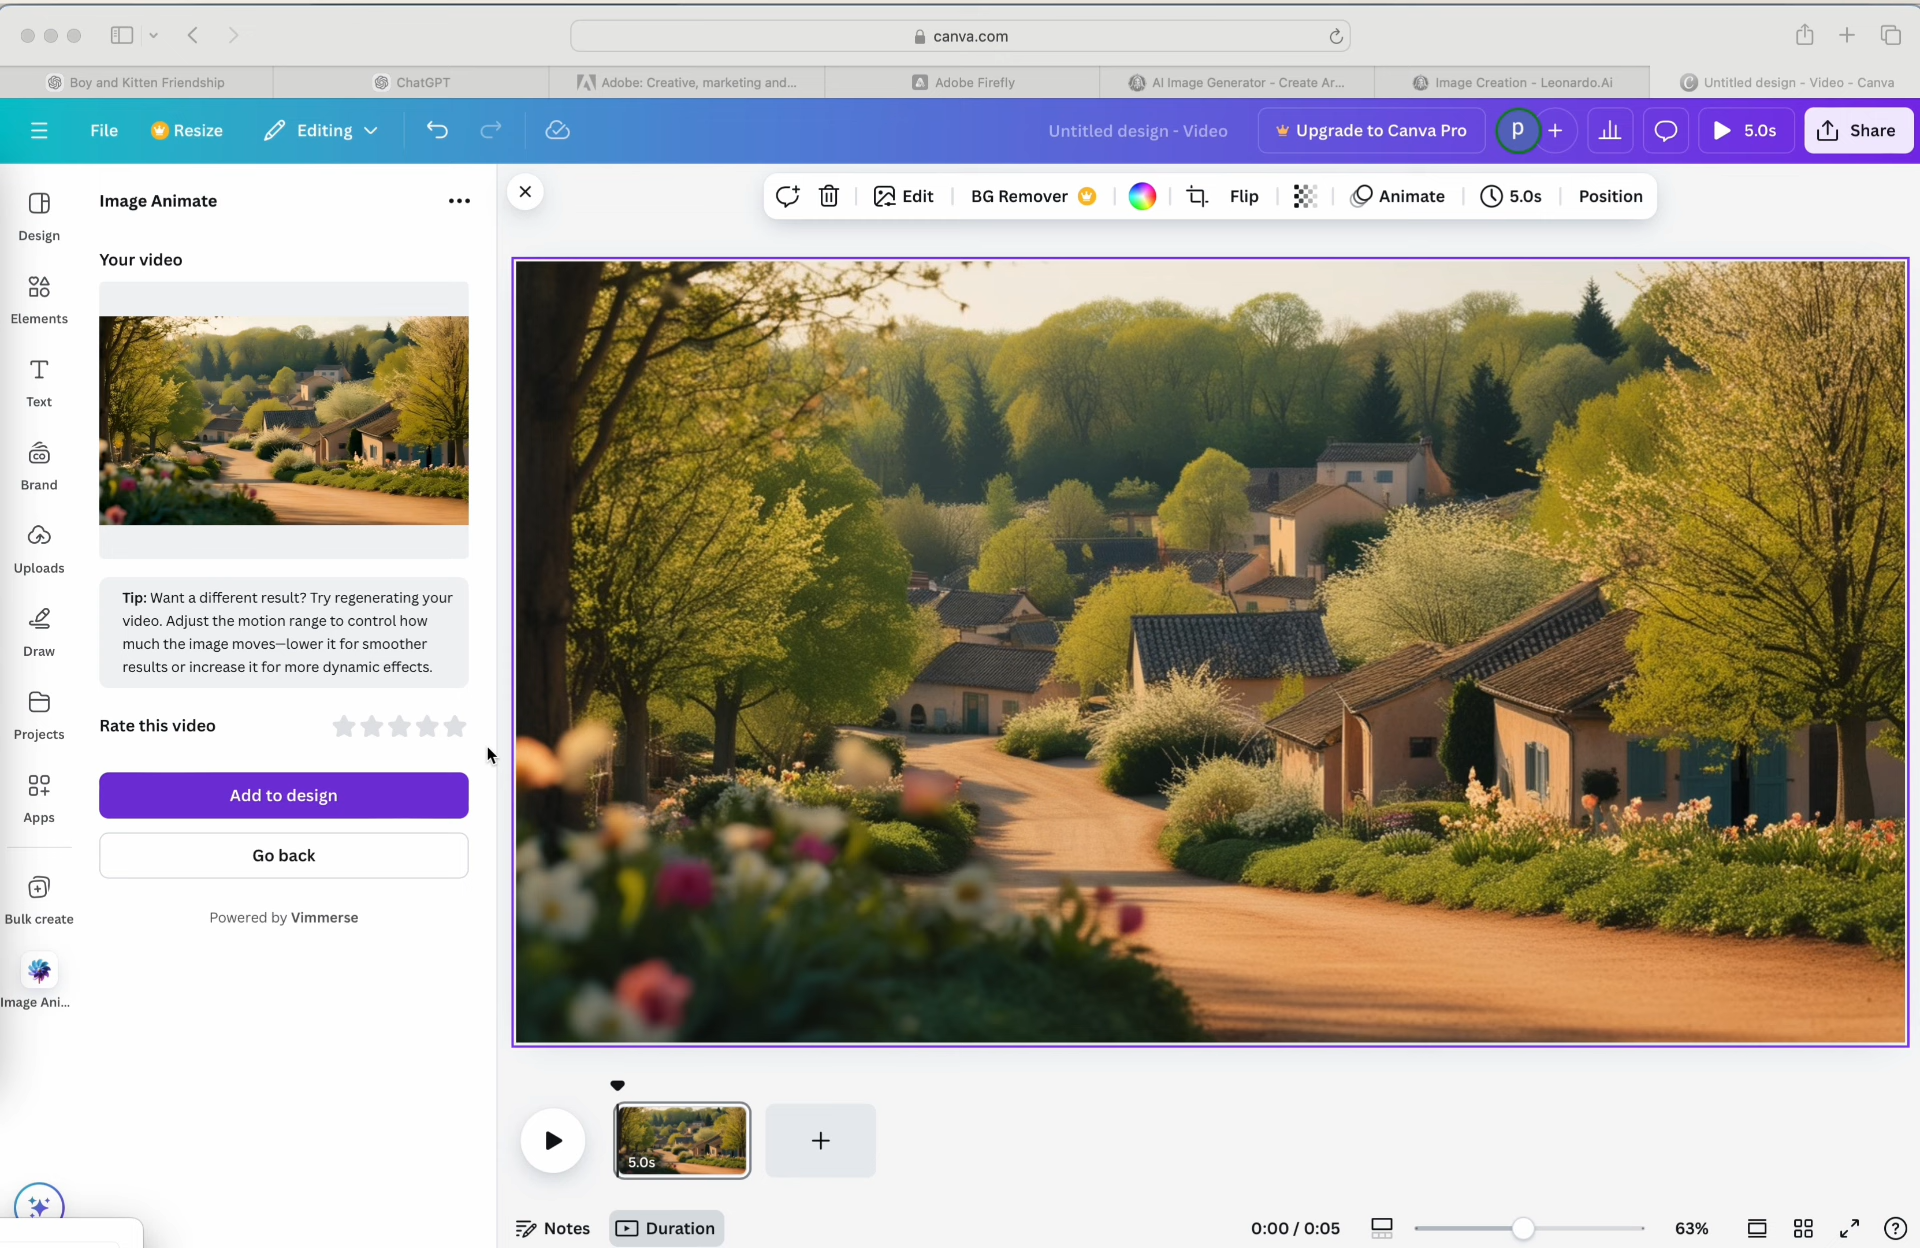 canva.com
Boy and Kitten Friendship
ChatGPT
Adobe: Creative, marketing and...
Adobe Firefly
AI Image Generator - Create Ar...
Image Creation - Leonardo.Ai
Untitled design - Video - Canva
File
Resize
Editing
Untitled design - Video
Upgrade to Canva Pro
p
5.0s
Share
Design
Elements
Text
Brand
Uploads
Draw
Projects
Apps
Bulk create
Image Ani...
Image Animate
Your video
Tip: Want a different result? Try regenerating your
video. Adjust the motion range to control how
much the image moves—lower it for smoother
results or increase it for more dynamic effects.
Rate this video
Add to design
Go back
Powered by Vimmerse
Edit
BG Remover
Flip
Animate
5.0s
Position
5.0s
Notes
Duration
0:00 / 0:05
63%